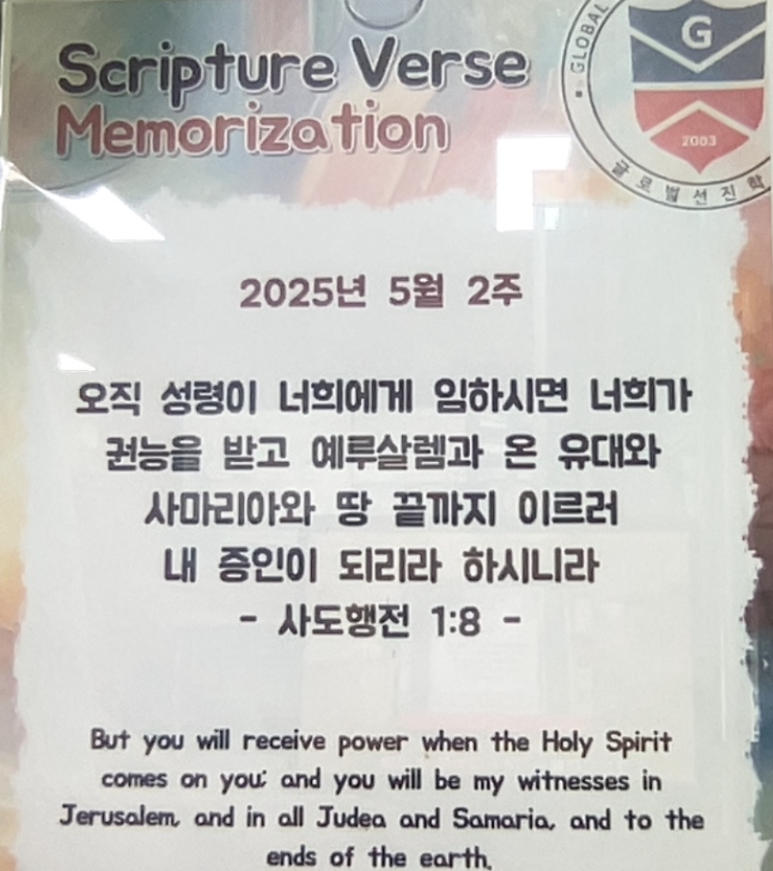 Scripture Verse
Memorization
GLOBAL
G
2003
글로벌선진학
2025년 5월 2주
오직 성령이 너희에게 임하시면 너희가
권능을 받고 예루살렘과 온 유대와
사마리아와 땅 끝까지 이르러
내 증인이 되리라 하시니라
- 사도행전 1:8 -
But you will receive power when the Holy Spirit
comes on you; and you will be my witnesses in
Jerusalem, and in all Judea and Samaria, and to the
ends of the earth.